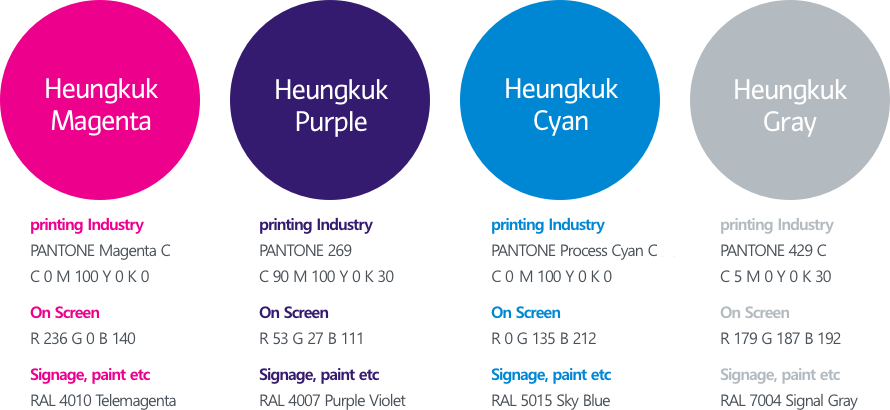 Heungkuk
Magenta
printing Industry
PANTONE Magenta C
C 0 M 100 Y 0 K 0
On Screen
R 236 G 0 B 140
Signage, paint etc
RAL 4010 Telemagenta
Heungkuk
Purple
printing Industry
PANTONE 269
C 90 M 100 Y 0 K 30
On Screen
R 53 G 27 B 111
Signage, paint etc
RAL 4007 Purple Violet
Heungkuk
Cyan
printing Industry
PANTONE Process Cyan C
C 0 M 100 Y 0 K 0
On Screen
R 0 G 135 B 212
Signage, paint etc
RAL 5015 Sky Blue
Heungkuk
Gray
printing Industry
PANTONE 429 C
C 5 M 0 Y 0 K 30
On Screen
R 179 G 187 B 192
Signage, paint etc
RAL 7004 Signal Gray